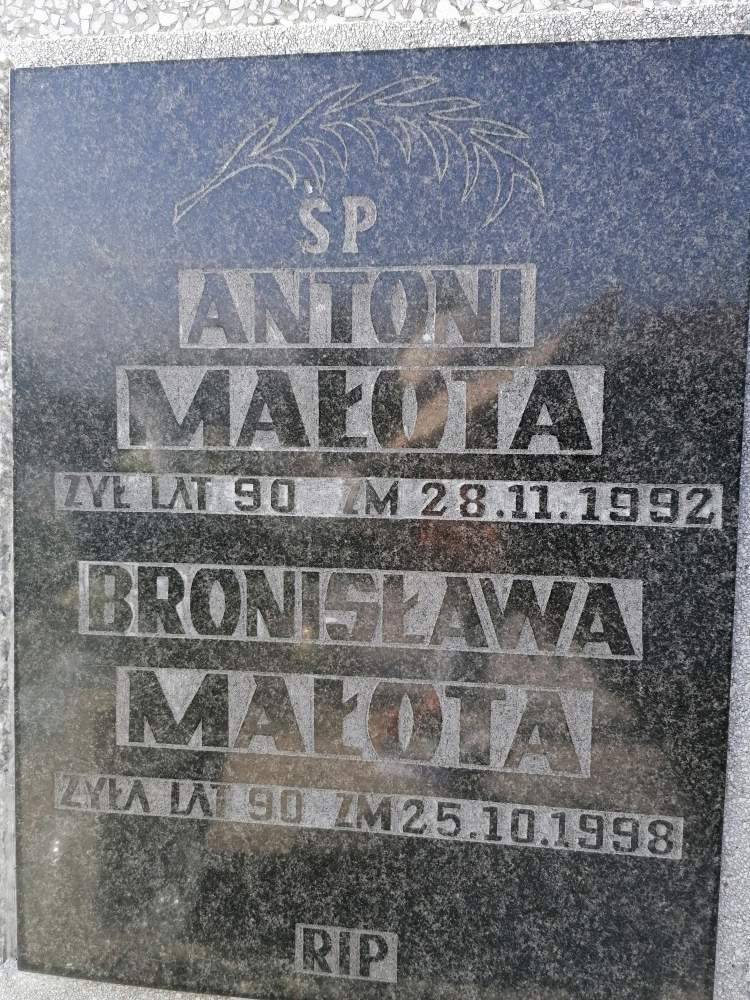 ŚP
ANTONI
MAŁOTA
ŻYŁ LAT 90 ZM 28.11.1992
BRONISŁAWA
MAŁOTA
ŻYŁA LAT 90 ZM 25.10.1998
RIP